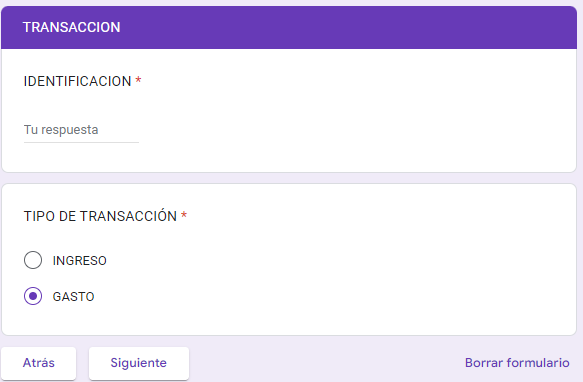 TRANSACCION
IDENTIFICACION *
Tu respuesta
TIPO DE TRANSACCIÓN *
INGRESO
GASTO
Atrás Siguiente Borrar formulario